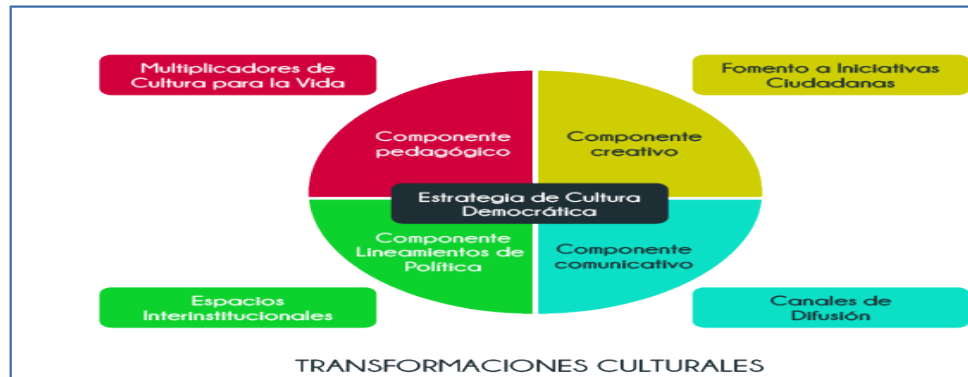 Multiplicadores de
Cultura para la Vida
Fomento a Iniciativas
Ciudadanas
Componente
pedagógico
Componente
creativo
Estrategia de Cultura
Democrática
Componente
Lineamientos de
Política
Componente
comunicativo
Espacios
Interinstitucionales
Canales de
Difusión
TRANSFORMACIONES CULTURALES